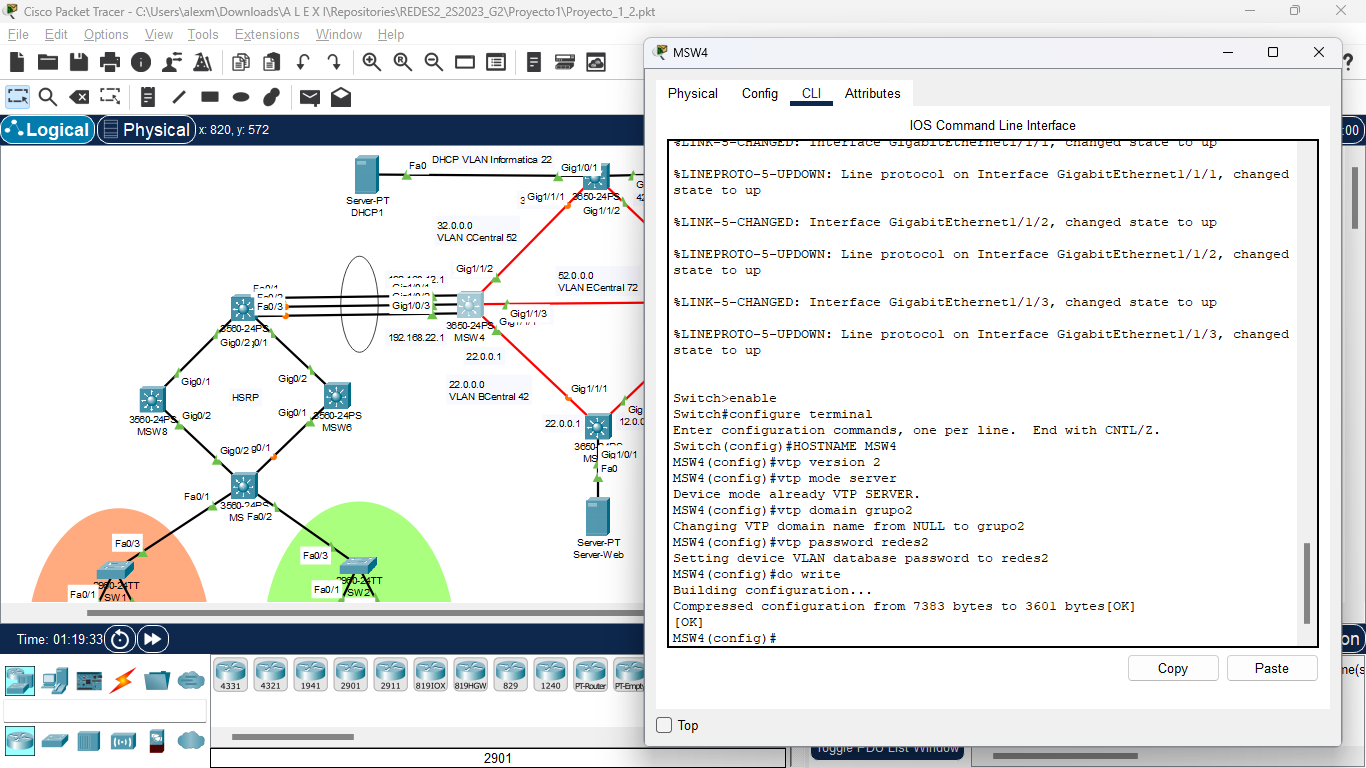 Cisco Packet Tracer - C:\Users\alexm\Downloads\A L E X I\Repositories\REDES2_2S2023_G2\Proyecto1\Proyecto_1_2.pkt
File Edit Options View Tools Extensions Window Help
Logical Physical x: 820, y: 572
:00
Server-PT
DHCP1
Fa0
DHCP VLAN Informatica 22
Gig1/0/1
Gig1/1/1
3650-24PS
Gig1/1/2
32.0.0.0
VLAN CCentral 52
Gig1/1/2
52.0.0.0
VLAN ECentral 72
Fa0/3
Gig1/0/3
Gig1/1/3
3560-24PS
Gig0/2
3650-24PS
MSW4
192.168.22.1
22.0.0.1
22.0.0.0
VLAN BCentral 42
Gig0/1
Gig0/2
HSRP
3560-24PS
MSW8
Gig0/2
Gig0/1
3560-24PS
MSW6
Gig1/1/1
22.0.0.1
Gig1/0/1
Fa0
Gig0/2
Fa0/1
Fa0/2
Server-PT
Server-Web
Fa0/3
Fa0/1
2960-24TT
SW1
Fa0/3
Fa0/1
2960-24TT
SW2
Time: 01:19:33
4331 4321 1941 2901 2911 819IOX 819HGW 829 1240 PT-Router PT-Empty
2901
Toggle PDU List Window
MSW4
Physical Config CLI Attributes
IOS Command Line Interface
%LINK-5-CHANGED: Interface GigabitEthernet1/1/1, changed state to up
%LINEPROTO-5-UPDOWN: Line protocol on Interface GigabitEthernet1/1/1, changed
state to up
%LINK-5-CHANGED: Interface GigabitEthernet1/1/2, changed state to up
%LINEPROTO-5-UPDOWN: Line protocol on Interface GigabitEthernet1/1/2, changed
state to up
%LINK-5-CHANGED: Interface GigabitEthernet1/1/3, changed state to up
%LINEPROTO-5-UPDOWN: Line protocol on Interface GigabitEthernet1/1/3, changed
state to up
Switch>enable
Switch#configure terminal
Enter configuration commands, one per line.  End with CNTL/Z.
Switch(config)#HOSTNAME MSW4
MSW4(config)#vtp version 2
MSW4(config)#vtp mode server
Device mode already VTP SERVER.
MSW4(config)#vtp domain grupo2
Changing VTP domain name from NULL to grupo2
MSW4(config)#vtp password redes2
Setting device VLAN database password to redes2
MSW4(config)#do write
Building configuration...
Compressed configuration from 7383 bytes to 3601 bytes[OK]
[OK]
MSW4(config)#
Copy Paste
Top